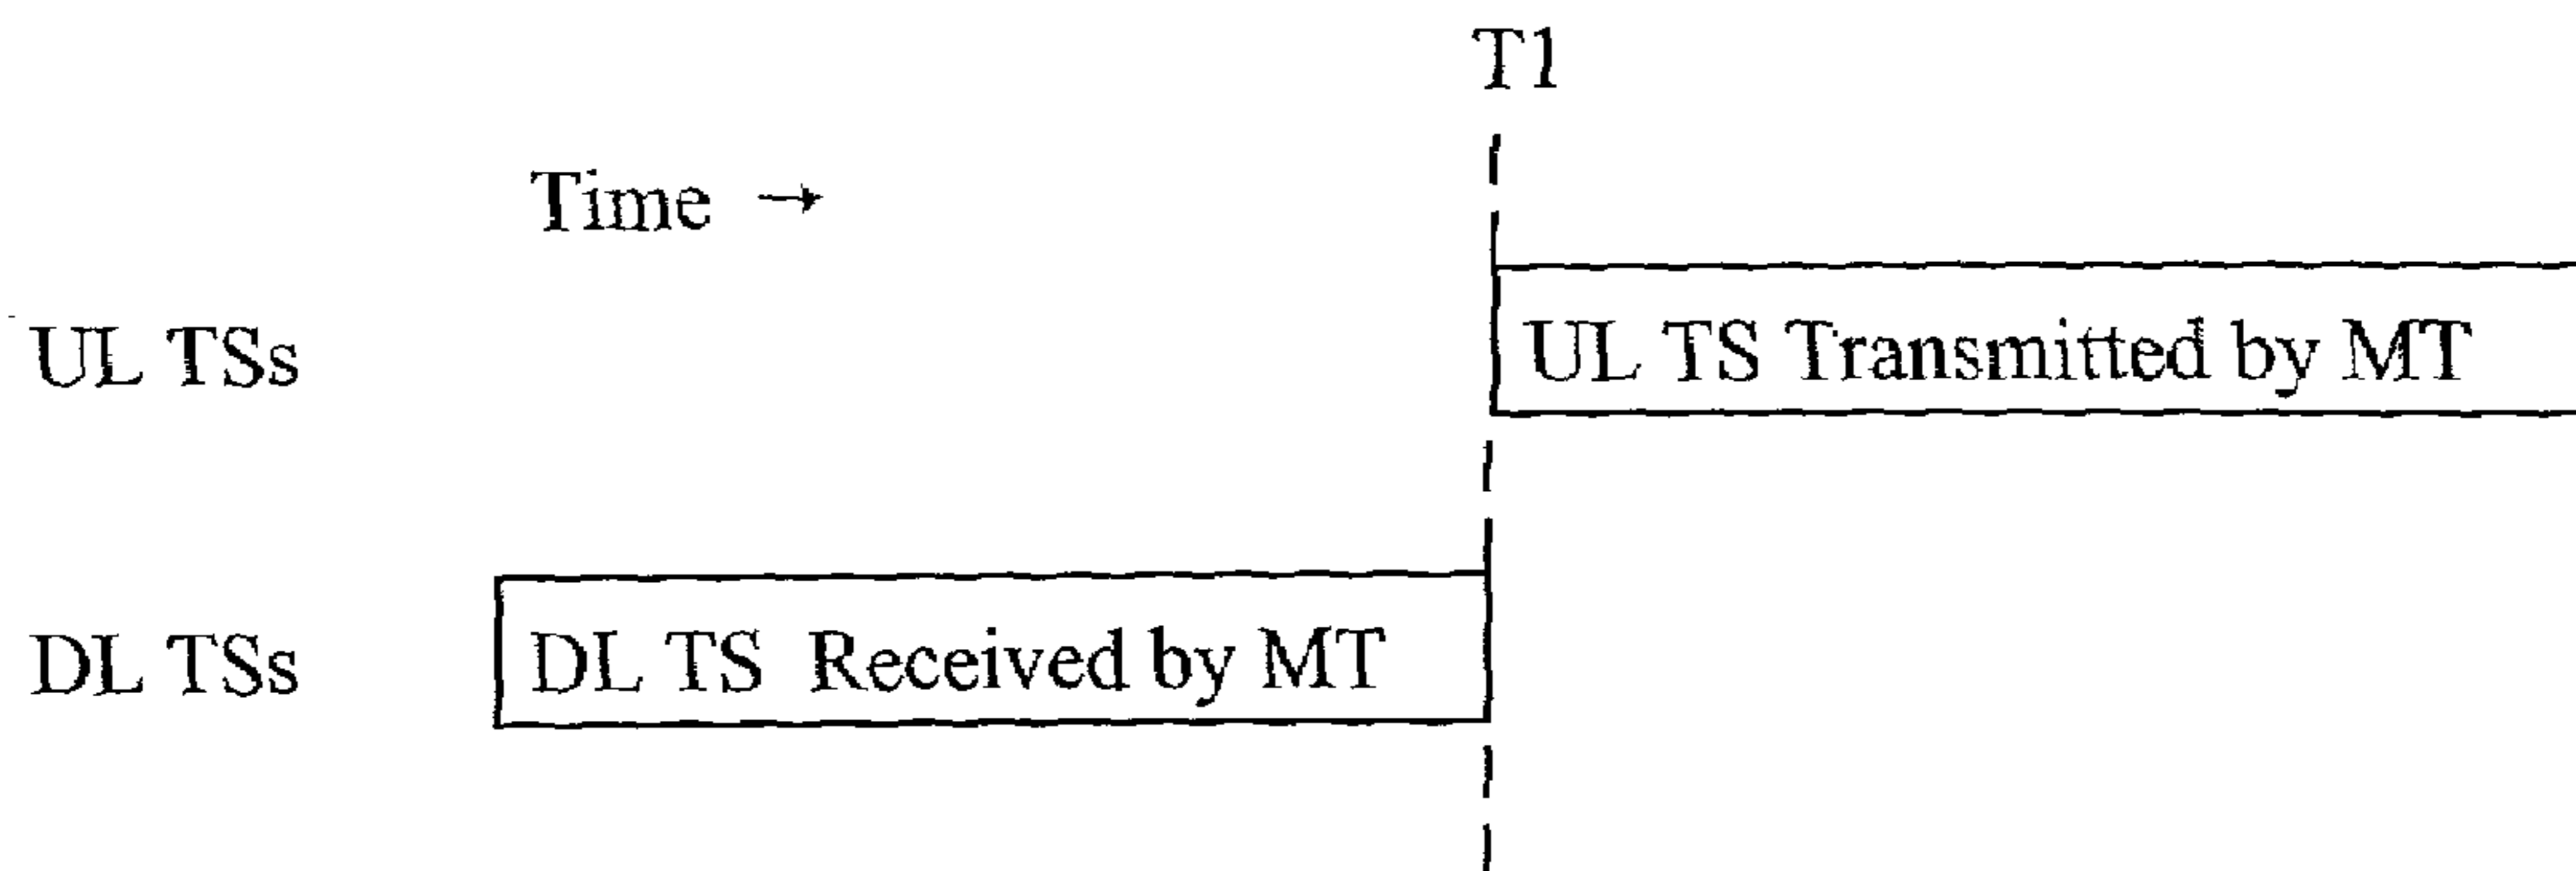 T1
Time →
UL TSs
UL TS Transmitted by MT
DL TSs
DL TS Received by MT